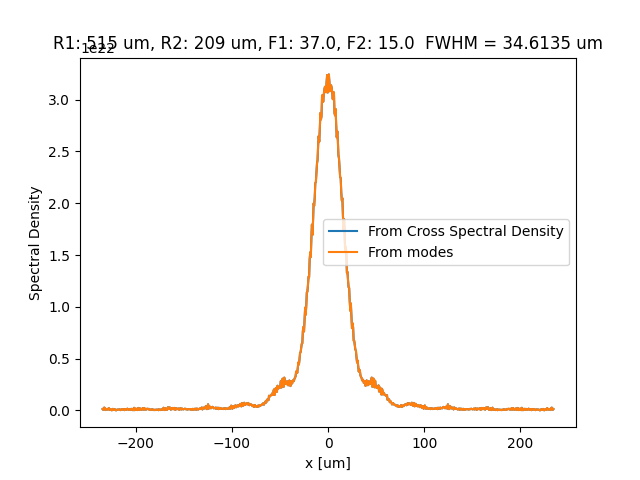 R1: 515 um, R2: 209 um, F1: 37.0, F2: 15.0  FWHM = 34.6135 um
1e22
3.0
2.5
2.0
1.5
1.0
0.5
0.0
Spectral Density
From Cross Spectral Density
From modes
−200 −100 0 100 200
x [um]